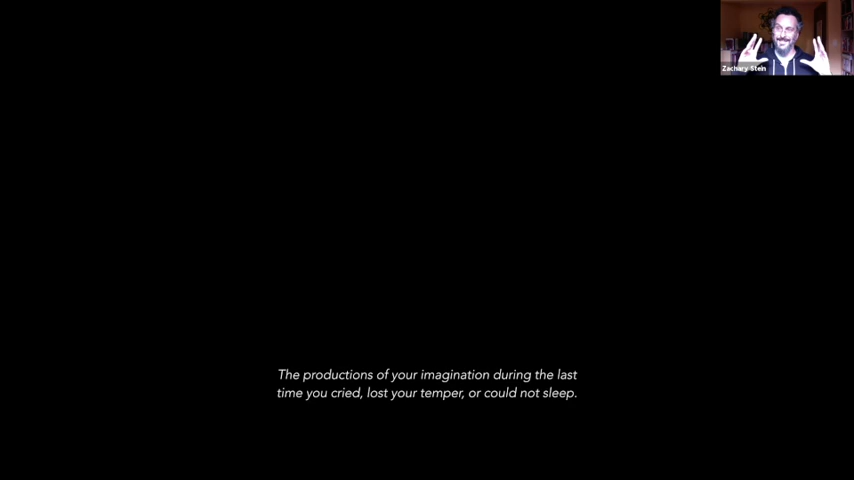 Zachary Stein
The productions of your imagination during the last
time you cried, lost your temper, or could not sleep.